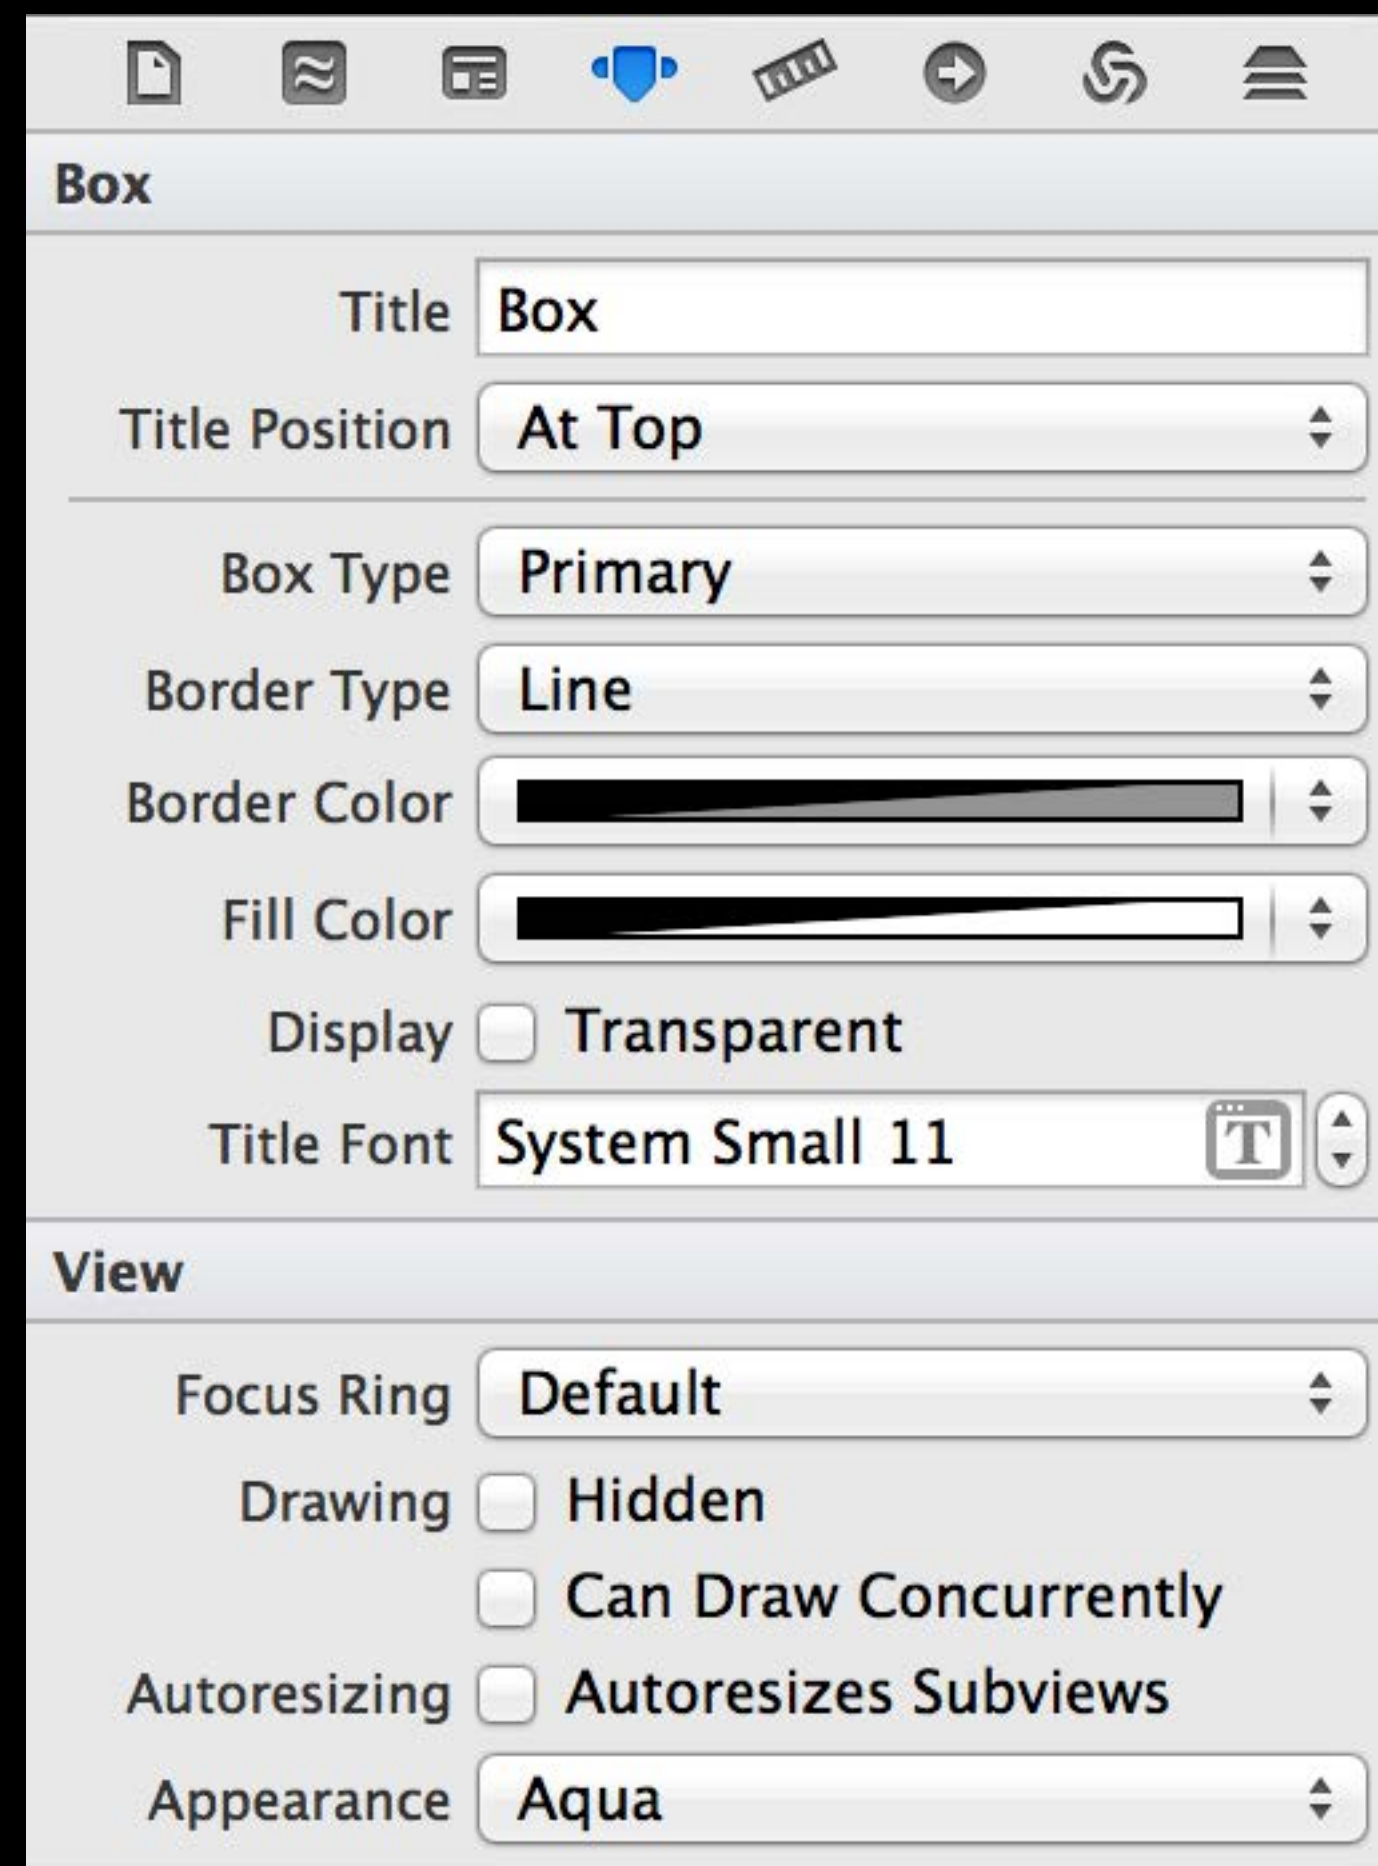 Box
Title Box
Title Position At Top
Box Type Primary
Border Type Line
Border Color
Fill Color
Display Transparent
Title Font System Small 11 T
View
Focus Ring Default
Drawing Hidden
Can Draw Concurrently
Autoresizing Autoresizes Subviews
Appearance Aqua